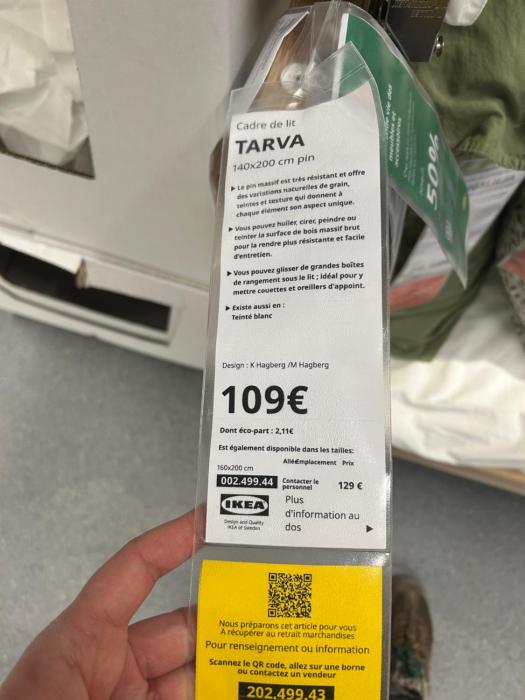 Cadre de lit
TARVA
140x200 cm pin
▶ Le pin massif est très résistant et offre
des variations naturelles de grain,
teintes et texture qui donnent à
chaque élément son aspect unique.
▶ Vous pouvez huiler, cirer, peindre ou
teinter la surface de bois massif brut
pour la rendre plus résistante et facile
d'entretien.
▶ Vous pouvez glisser de grandes boîtes
de rangement sous le lit ; idéal pour y
mettre couettes et oreillers d'appoint.
▶ Existe aussi en :
Teinté blanc
Design : K Hagberg /M Hagberg
109€
Dont éco-part : 2,11€
Est également disponible dans les tailles:
AlléeEmplacement Prix
160x200 cm
002.499.44 Contacter le personnel 129 €
IKEA
Design and Quality
IKEA of Sweden
Plus
d'information au
dos ▶
Nous préparons cet article pour vous
A récupérer au retrait marchandises
Pour renseignement ou information
Scannez le QR code, allez sur une borne
ou contactez un vendeur
202.499.43
vie des
meubles et
accessoires
50%